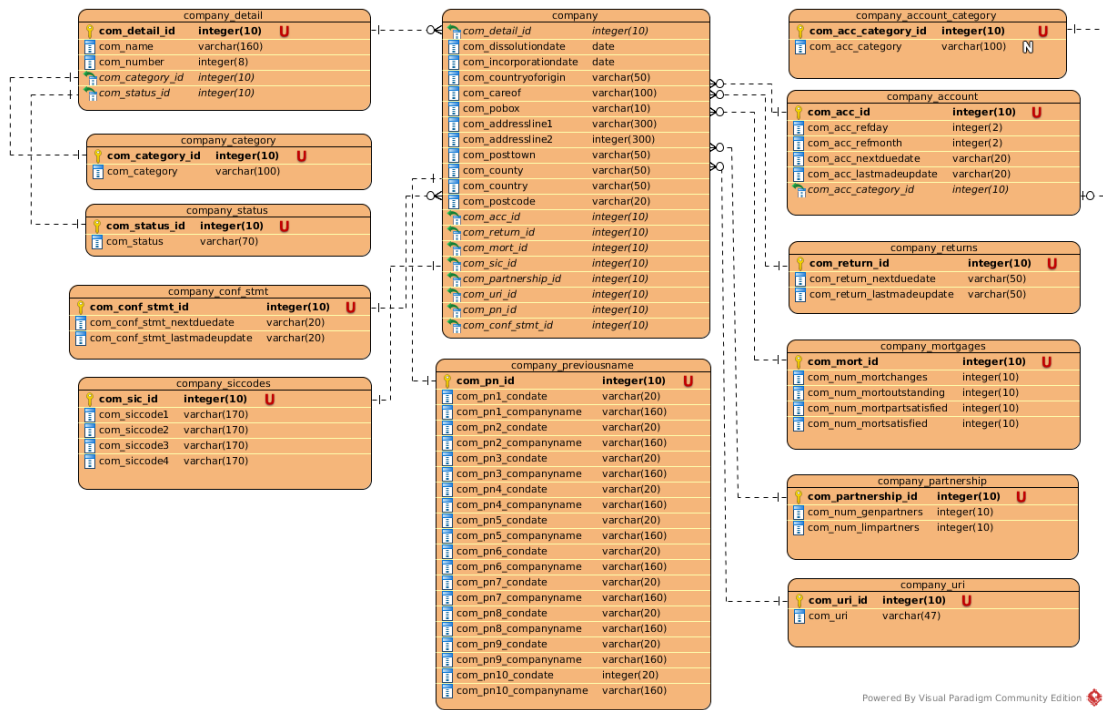 company_detail
com_detail_id integer(10) U
com_name varchar(160)
com_number integer(8)
com_category_id integer(10)
com_status_id integer(10)
company_category
com_category_id integer(10) U
com_category varchar(100)
company_status
com_status_id integer(10) U
com_status varchar(70)
company_conf_stmt
com_conf_stmt_id integer(10) U
com_conf_stmt_nextduedate varchar(20)
com_conf_stmt_lastmadeupdate varchar(20)
company_siccodes
com_sic_id integer(10) U
com_siccode1 varchar(170)
com_siccode2 varchar(170)
com_siccode3 varchar(170)
com_siccode4 varchar(170)
company
com_detail_id integer(10)
com_dissolutiondate date
com_incorporationdate date
com_countryoforigin varchar(50)
com_careof varchar(100)
com_pobox varchar(10)
com_addressline1 varchar(300)
com_addressline2 integer(300)
com_posttown varchar(50)
com_county varchar(50)
com_country varchar(50)
com_postcode varchar(20)
com_acc_id integer(10)
com_return_id integer(10)
com_mort_id integer(10)
com_sic_id integer(10)
com_partnership_id integer(10)
com_uri_id integer(10)
com_pn_id integer(10)
com_conf_stmt_id integer(10)
company_previousname
com_pn_id integer(10) U
com_pn1_condate varchar(20)
com_pn1_companyname varchar(160)
com_pn2_condate varchar(20)
com_pn2_companyname varchar(160)
com_pn3_condate varchar(20)
com_pn3_companyname varchar(160)
com_pn4_condate varchar(20)
com_pn4_companyname varchar(160)
com_pn5_condate varchar(20)
com_pn5_companyname varchar(160)
com_pn6_condate varchar(20)
com_pn6_companyname varchar(160)
com_pn7_condate varchar(20)
com_pn7_companyname varchar(160)
com_pn8_condate varchar(20)
com_pn8_companyname varchar(160)
com_pn9_condate varchar(20)
com_pn9_companyname varchar(160)
com_pn10_condate integer(20)
com_pn10_companyname varchar(160)
company_account_category
com_acc_category_id integer(10) U
com_acc_category varchar(100) N
company_account
com_acc_id integer(10) U
com_acc_refday integer(2)
com_acc_refmonth integer(2)
com_acc_nextduedate varchar(20)
com_acc_lastmadeupdate varchar(20)
com_acc_category_id integer(10)
company_returns
com_return_id integer(10) U
com_return_nextduedate varchar(50)
com_return_lastmadeupdate varchar(50)
company_mortgages
com_mort_id integer(10) U
com_num_mortchanges integer(10)
com_num_mortoutstanding integer(10)
com_num_mortpartsatisfied integer(10)
com_num_mortsatisfied integer(10)
company_partnership
com_partnership_id integer(10) U
com_num_genpartners integer(10)
com_num_limpartners integer(10)
company_uri
com_uri_id integer(10) U
com_uri varchar(47)
Powered By Visual Paradigm Community Edition